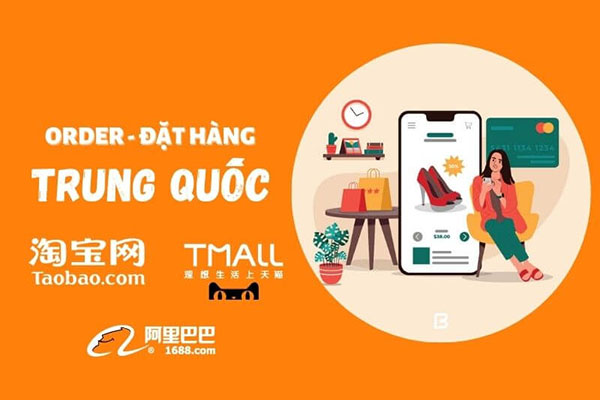 ORDER - ĐẶT HÀNG
TRUNG QUỐC
淘宝网
Taobao.com
TMALL
理想生活上天猫
阿里巴巴
®
1688.com
$38.00